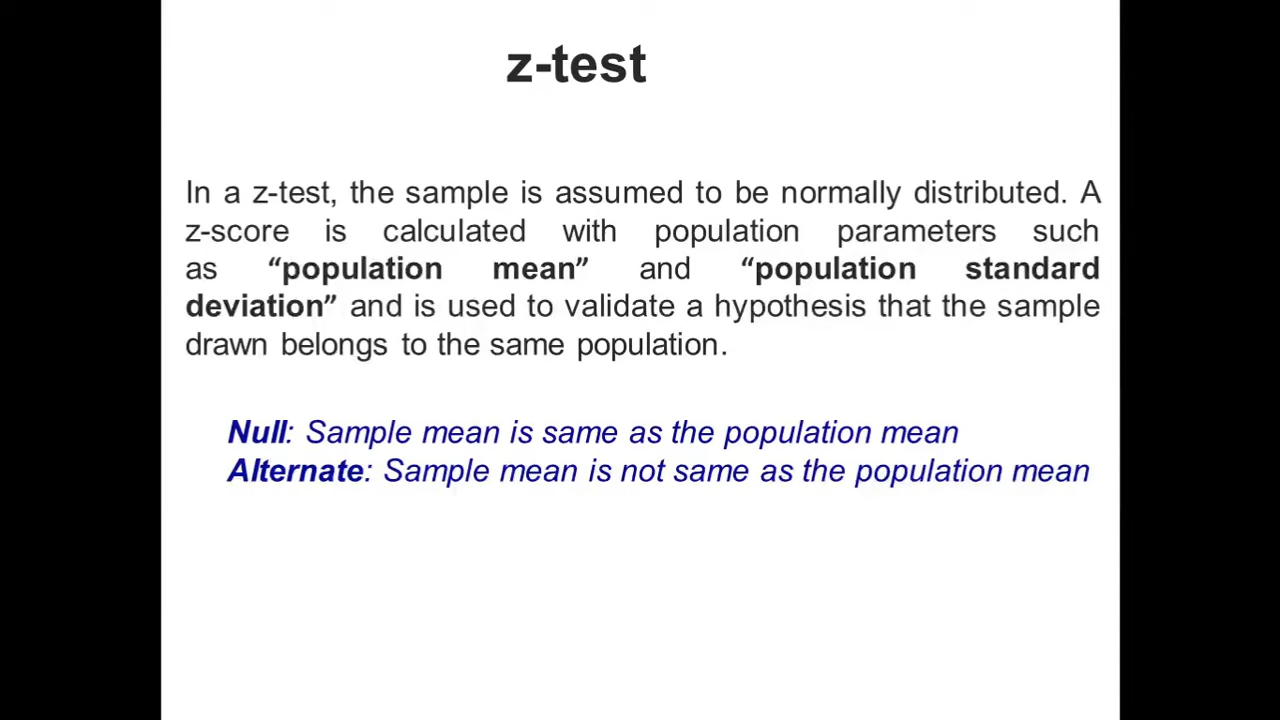 z-test
In a z-test, the sample is assumed to be normally distributed. A
z-score is calculated with population parameters such
as “population mean” and “population standard
deviation” and is used to validate a hypothesis that the sample
drawn belongs to the same population.
Null: Sample mean is same as the population mean
Alternate: Sample mean is not same as the population mean